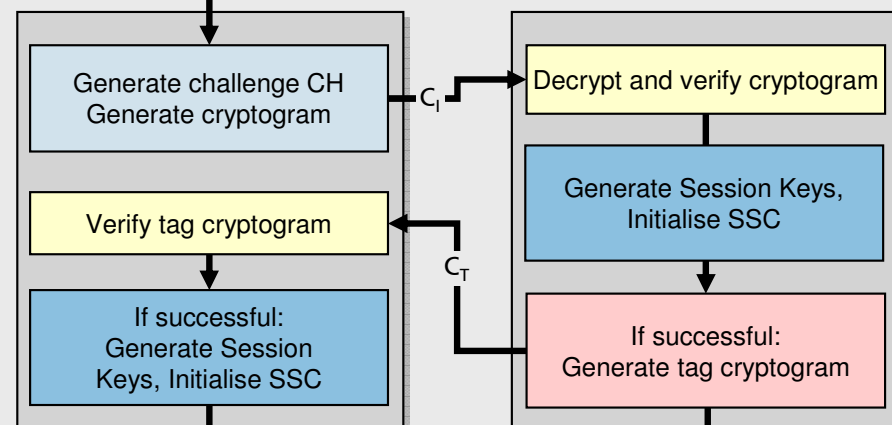 Generate challenge CH
Generate cryptogram
C_I
Decrypt and verify cryptogram
Generate Session Keys,
Initialise SSC
Verify tag cryptogram
C_T
If successful:
Generate Session
Keys, Initialise SSC
If successful:
Generate tag cryptogram